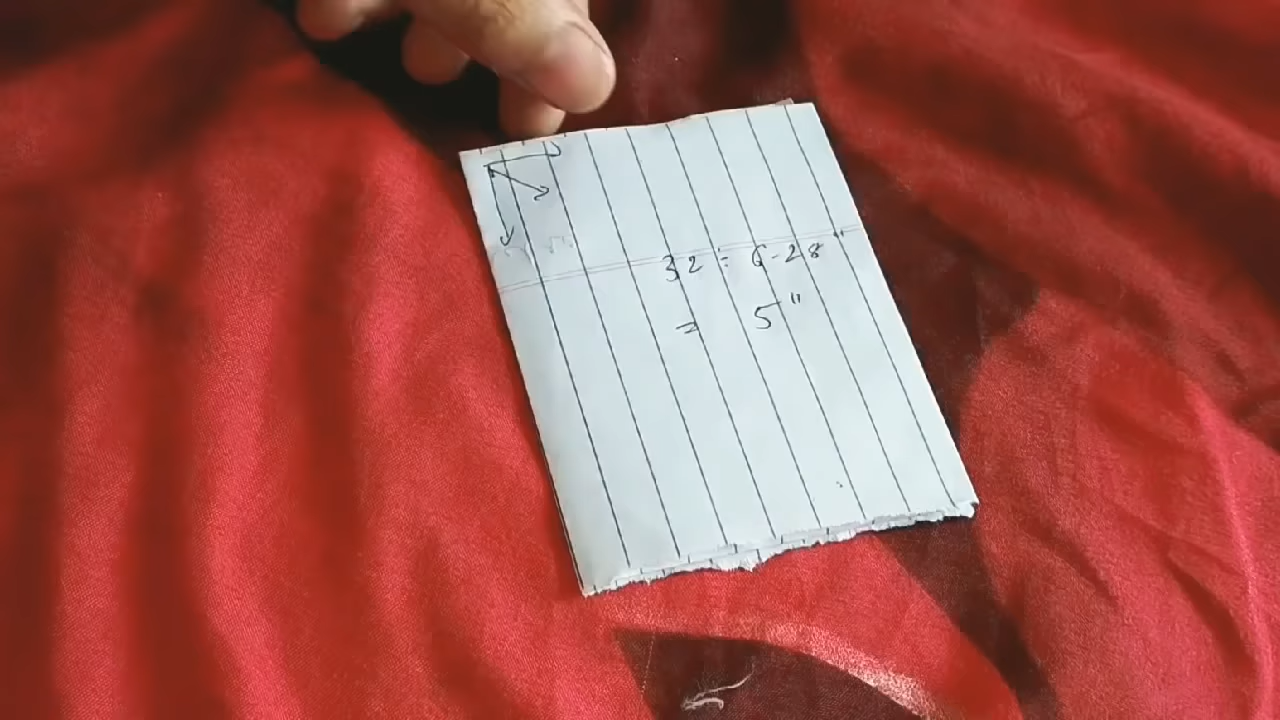 32 ÷ 6.28"
= 5"